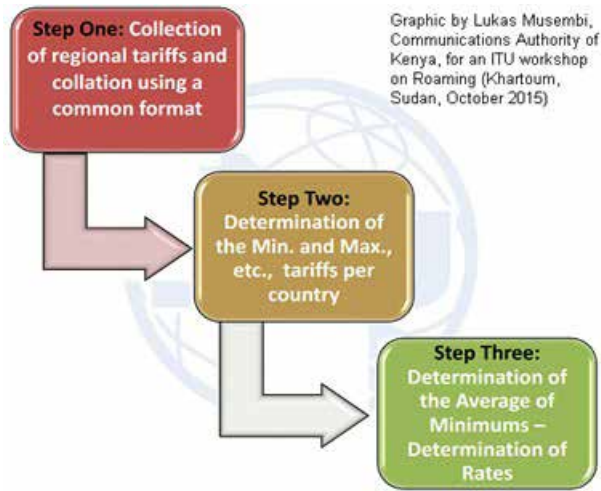 Step One: Collection
of regional tariffs and
collation using a
common format
Graphic by Lukas Musembi,
Communications Authority of
Kenya, for an ITU workshop
on Roaming (Khartoum,
Sudan, October 2015)
Step Two:
Determination of
the Min. and Max.,
etc., tariffs per
country
Step Three:
Determination of
the Average of
Minimums –
Determination of
Rates